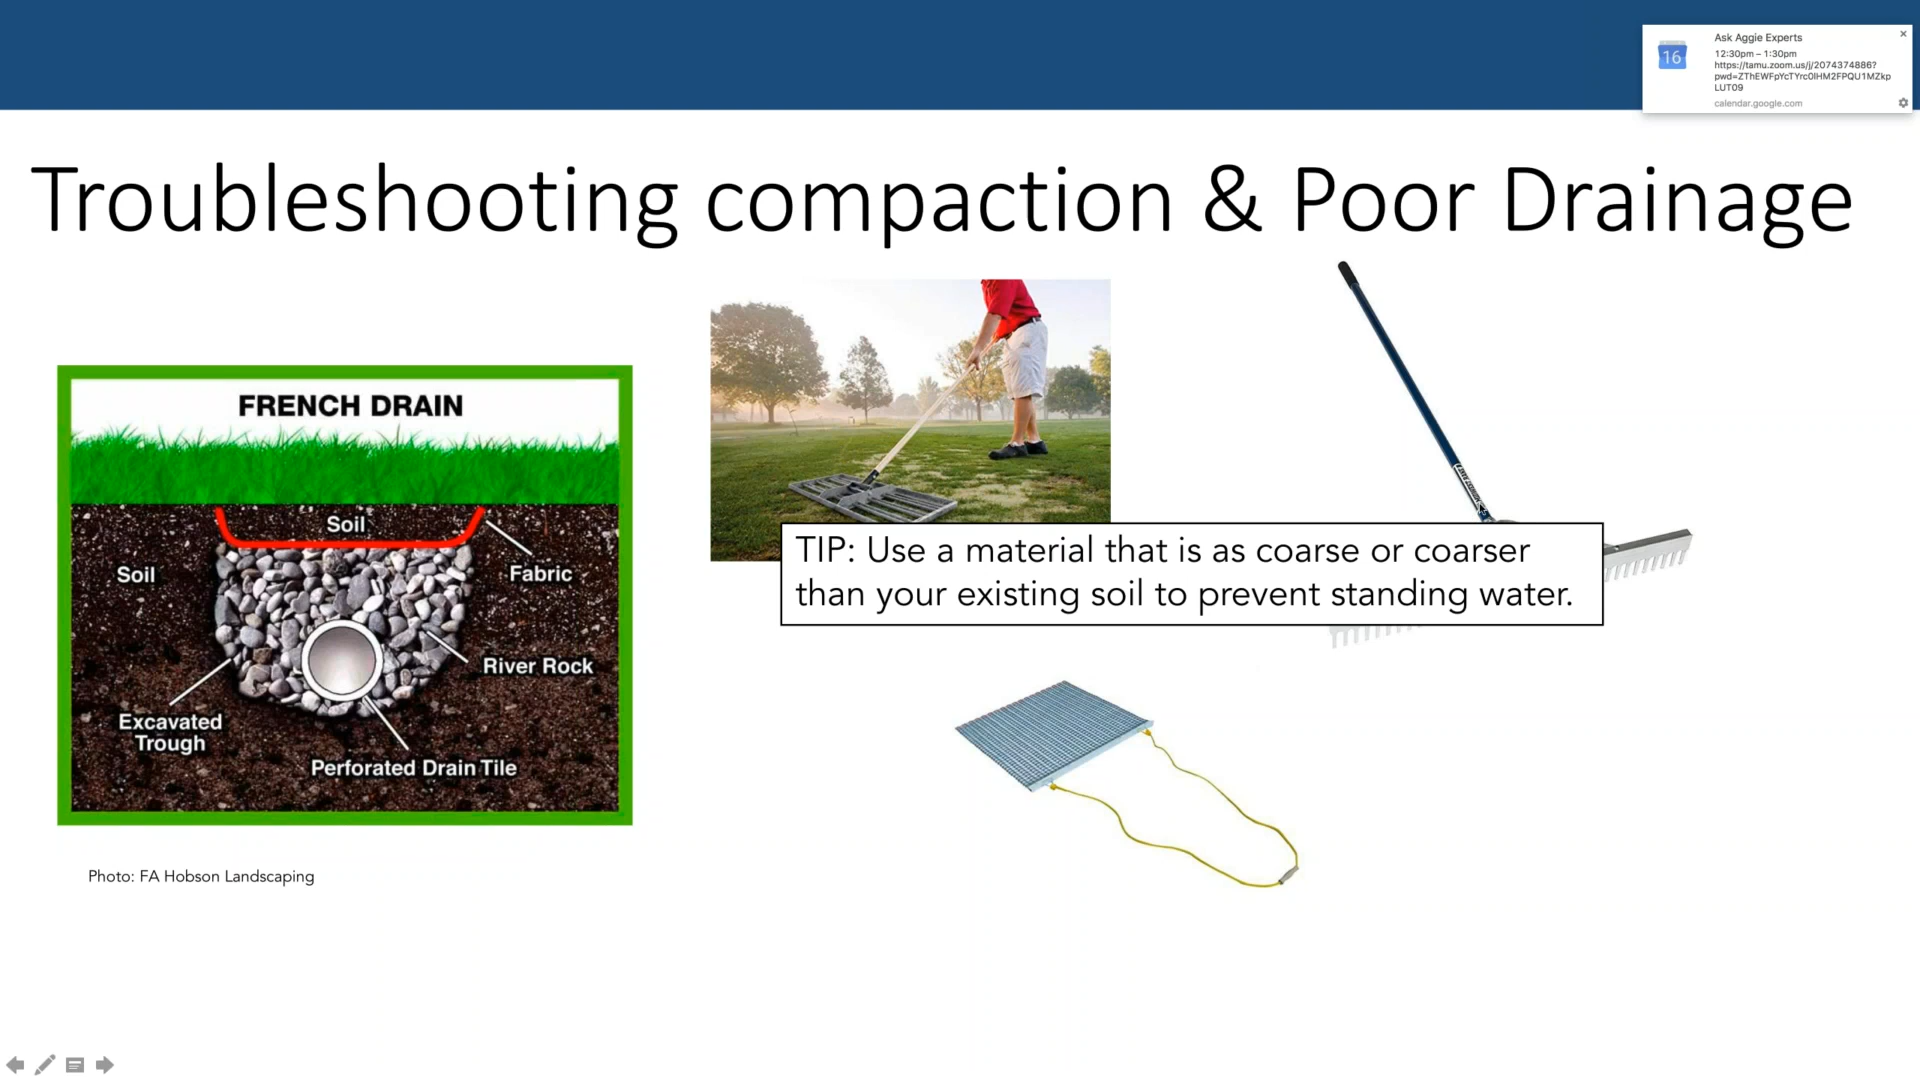 Ask Aggie Experts
12:30pm – 1:30pm
https://tamu.zoom.us/j/2074374886?
pwd=ZThEWFpYcTYrc0lHM2FPQU1MZkp
LUT09
calendar.google.com
16
Troubleshooting compaction & Poor Drainage
FRENCH DRAIN
Soil
Soil
Fabric
River Rock
Excavated
Trough
Perforated Drain Tile
TIP: Use a material that is as coarse or coarser
than your existing soil to prevent standing water.
Photo: FA Hobson Landscaping